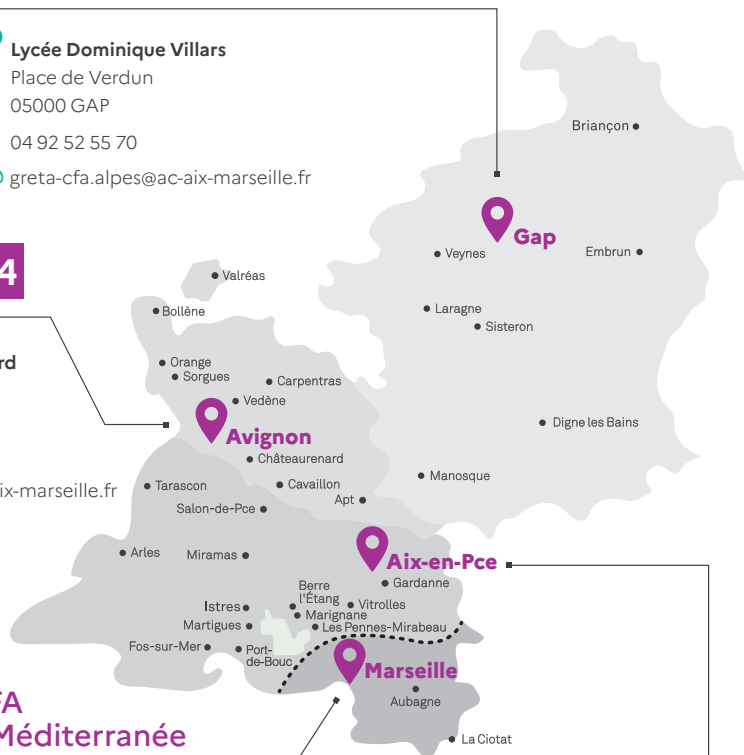 Lycée Dominique Villars
Place de Verdun
05000 GAP
04 92 52 55 70
greta-cfa.alpes@ac-aix-marseille.fr
Briançon
Gap
Veynes
Embrun
4
Valréas
Laragne
Bollène
Sisteron
Orange
Sorgues
Carpentras
Vedène
Avignon
Digne les Bains
Châteaurenard
Manosque
Tarascon
Cavaillon
ix-marseille.fr
Apt
Salon-de-Pce
Arles
Miramas
Aix-en-Pce
Gardanne
Berre
l'Étang
Istres
Vitrolles
Marignane
Martigues
Les Pennes-Mirabeau
Fos-sur-Mer
Port-
de-Bouc
Marseille
Aubagne
FA
Méditerranée
La Ciotat